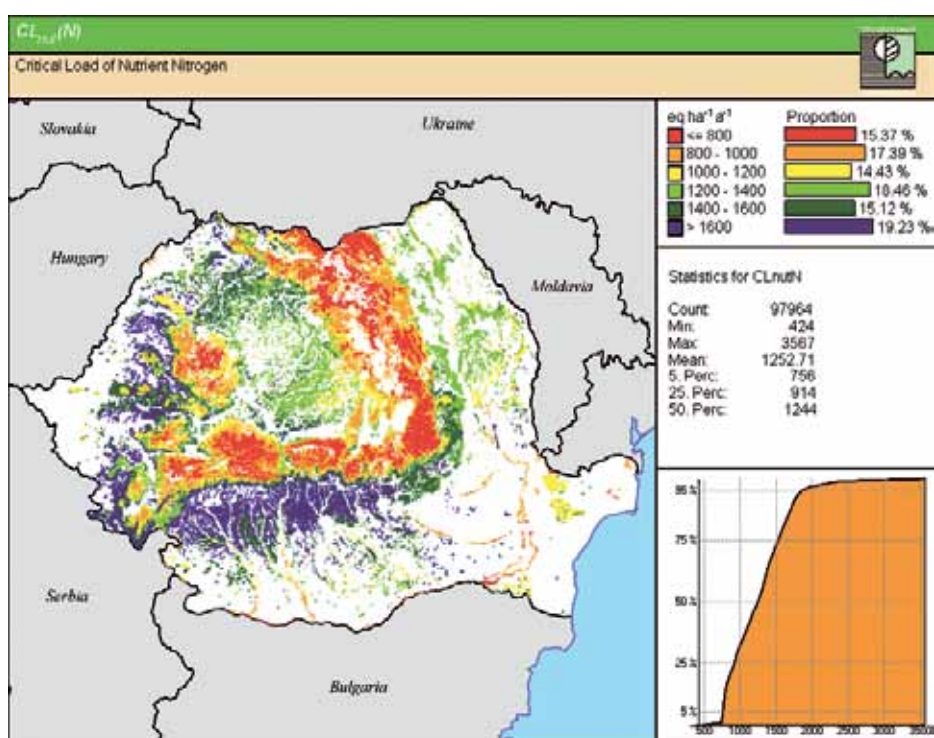 CLnut(N)
Critical Load of Nutrient Nitrogen
Slovakia
Ukraine
Hungary
Moldavia
Serbia
Bulgaria
eq ha⁻¹ a⁻¹ Proportion
<= 800 15.37 %
800 - 1000 17.39 %
1000 - 1200 14.43 %
1200 - 1400 18.46 %
1400 - 1600 15.12 %
> 1600 19.23 %
Statistics for CLnutN
Count: 97964
Min: 424
Max: 3567
Mean: 1252.71
5. Perc: 756
25. Perc: 914
50. Perc: 1244
95 %
75 %
50 %
25 %
5 %
500 1000 1500 2000 2500 3000 3500